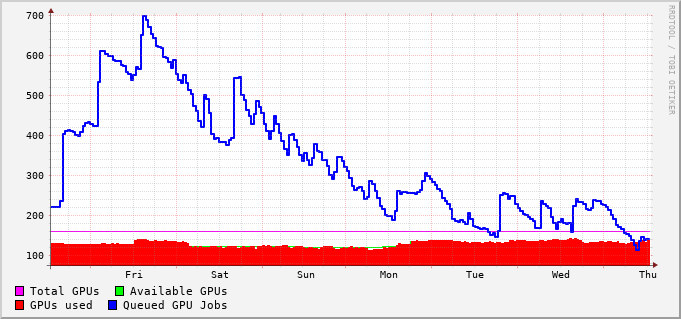 700
600
500
400
300
200
100
Fri Sat Sun Mon Tue Wed Thu
Total GPUs Available GPUs
GPUs used Queued GPU Jobs
RRDTOOL / TOBI OETIKER